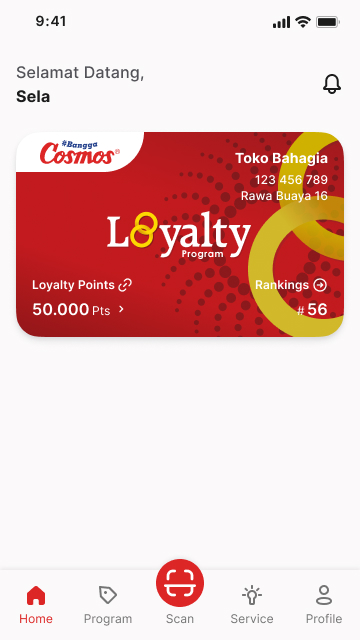 9:41
Selamat Datang,
Sela
#Bangga
Cosmos®
Toko Bahagia
123 456 789
Rawa Buaya 16
Loyalty
Program
Loyalty Points
Rankings
50.000 Pts
# 56
Home
Program
Scan
Service
Profile